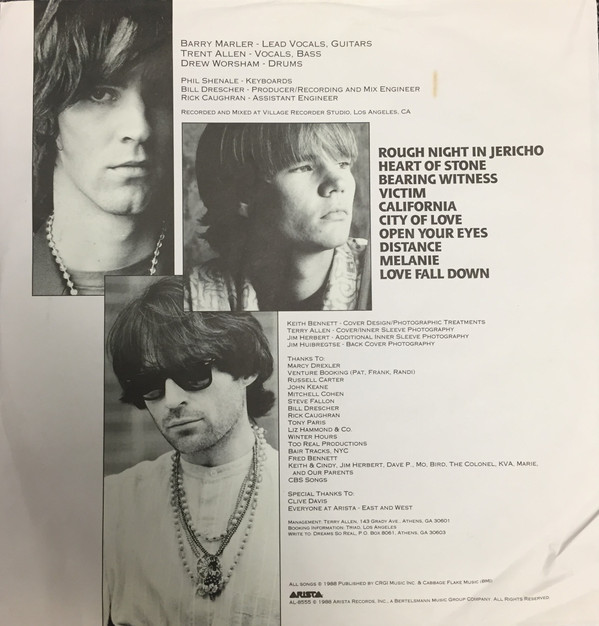 Barry Marler - Lead Vocals, Guitars
Trent Allen - Vocals, Bass
Drew Worsham - Drums
Phil Shenale - Keyboards
Bill Drescher - Producer/Recording and Mix Engineer
Rick Caughran - Assistant Engineer
Recorded and Mixed at Village Recorder Studio, Los Angeles, CA
ROUGH NIGHT IN JERICHO
HEART OF STONE
BEARING WITNESS
VICTIM
CALIFORNIA
CITY OF LOVE
OPEN YOUR EYES
DISTANCE
MELANIE
LOVE FALL DOWN
Keith Bennett - Cover Design/Photographic Treatments
Terry Allen - Cover/Inner Sleeve Photography
Jim Herbert - Additional Inner Sleeve Photography
Jim Huibregtse - Back Cover Photography
Thanks To:
Marcy Drexler
Venture Booking (Pat, Frank, Randi)
Russell Carter
John Keane
Mitchell Cohen
Steve Fallon
Bill Drescher
Rick Caughran
Tony Paris
Liz Hammond & Co.
Winter Hours
Too Real Productions
Bair Tracks, NYC
Fred Bennett
Keith & Cindy, Jim Herbert, Dave P., Mo, Bird, The Colonel, KVA, Marie,
and Our Parents
CBS Songs
Special Thanks To:
Clive Davis
Everyone at Arista - East and West
Management: Terry Allen, 143 Grady Ave., Athens, GA 30601
Booking Information: Triad, Los Angeles
Write to: Dreams So Real, P.O. Box 8061, Athens, GA 30603
All songs © 1988 Published by CRGI Music Inc. & Cabbage Flake Music (BMI).
ARISTA
AL-8555 © 1988 Arista Records, Inc., a Bertelsmann Music Group Company. All Rights Reserved.